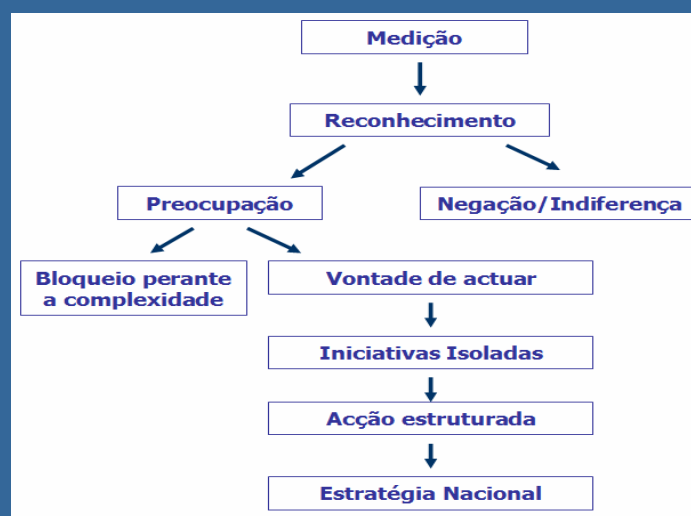 Medição
Reconhecimento
Preocupação
Negação/Indiferença
Bloqueio perante
a complexidade
Vontade de actuar
Iniciativas Isoladas
Acção estruturada
Estratégia Nacional